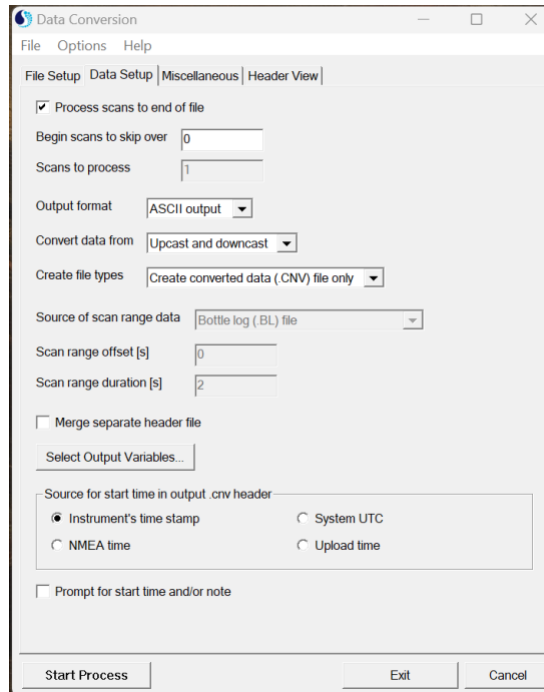 Data Conversion
File Options Help
File Setup Data Setup Miscellaneous Header View
Process scans to end of file
Begin scans to skip over 0
Scans to process 1
Output format ASCII output
Convert data from Upcast and downcast
Create file types Create converted data (.CNV) file only
Source of scan range data Bottle log (.BL) file
Scan range offset [s] 0
Scan range duration [s] 2
Merge separate header file
Select Output Variables...
Source for start time in output .cnv header
Instrument's time stamp System UTC
NMEA time Upload time
Prompt for start time and/or note
Start Process Exit Cancel